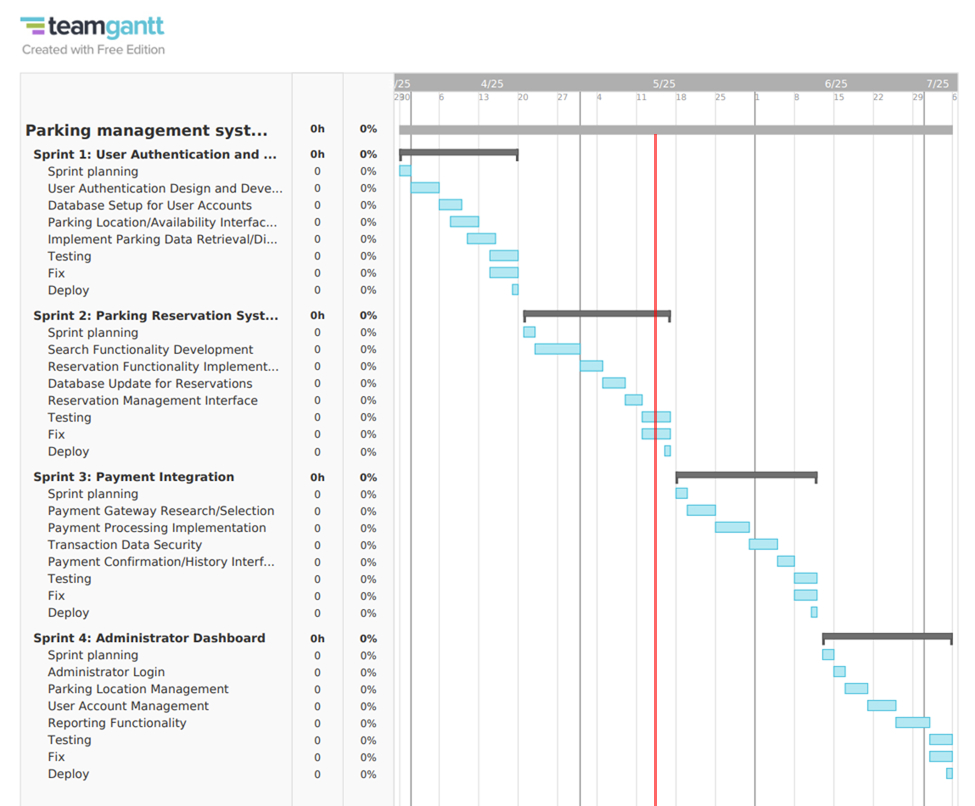 teamgantt
Created with Free Edition
/25 4/25 5/25 6/25 7/25
29 30 6 13 20 27 4 11 18 25 1 8 15 22 29 6
Parking management syst... 0h 0%
Sprint 1: User Authentication and ... 0h 0%
Sprint planning 0 0%
User Authentication Design and Deve... 0 0%
Database Setup for User Accounts 0 0%
Parking Location/Availability Interfac... 0 0%
Implement Parking Data Retrieval/Di... 0 0%
Testing 0 0%
Fix 0 0%
Deploy 0 0%
Sprint 2: Parking Reservation Syst... 0h 0%
Sprint planning 0 0%
Search Functionality Development 0 0%
Reservation Functionality Implement... 0 0%
Database Update for Reservations 0 0%
Reservation Management Interface 0 0%
Testing 0 0%
Fix 0 0%
Deploy 0 0%
Sprint 3: Payment Integration 0h 0%
Sprint planning 0 0%
Payment Gateway Research/Selection 0 0%
Payment Processing Implementation 0 0%
Transaction Data Security 0 0%
Payment Confirmation/History Interf... 0 0%
Testing 0 0%
Fix 0 0%
Deploy 0 0%
Sprint 4: Administrator Dashboard 0h 0%
Sprint planning 0 0%
Administrator Login 0 0%
Parking Location Management 0 0%
User Account Management 0 0%
Reporting Functionality 0 0%
Testing 0 0%
Fix 0 0%
Deploy 0 0%